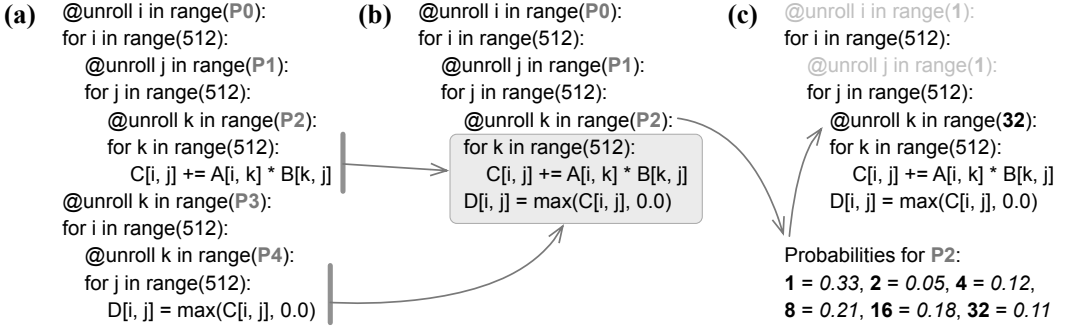 (a)
@unroll i in range(P0):
for i in range(512):
@unroll j in range(P1):
for j in range(512):
@unroll k in range(P2):
for k in range(512):
C[i, j] += A[i, k] * B[k, j]
@unroll k in range(P3):
for i in range(512):
@unroll k in range(P4):
for j in range(512):
D[i, j] = max(C[i, j], 0.0)
(b)
@unroll i in range(P0):
for i in range(512):
@unroll j in range(P1):
for j in range(512):
@unroll k in range(P2):
for k in range(512):
C[i, j] += A[i, k] * B[k, j]
D[i, j] = max(C[i, j], 0.0)
(c)
@unroll i in range(1):
for i in range(512):
@unroll j in range(1):
for j in range(512):
@unroll k in range(32):
for k in range(512):
C[i, j] += A[i, k] * B[k, j]
D[i, j] = max(C[i, j], 0.0)
Probabilities for P2:
1 = 0.33, 2 = 0.05, 4 = 0.12,
8 = 0.21, 16 = 0.18, 32 = 0.11